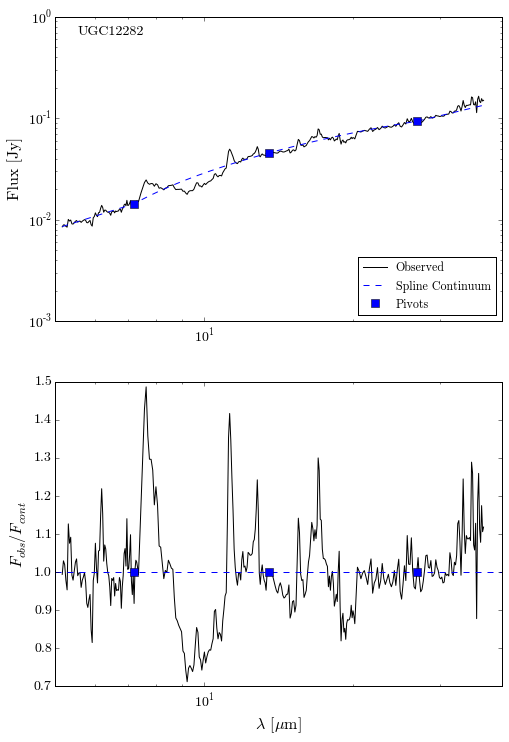 10^0
UGC12282
10^-1
Flux [Jy]
10^-2
Observed
Spline Continuum
Pivots
10^-3
10^1
1.5
1.4
1.3
1.2
1.1
F_obs/F_cont
1.0
0.9
0.8
0.7
10^1
λ [μm]